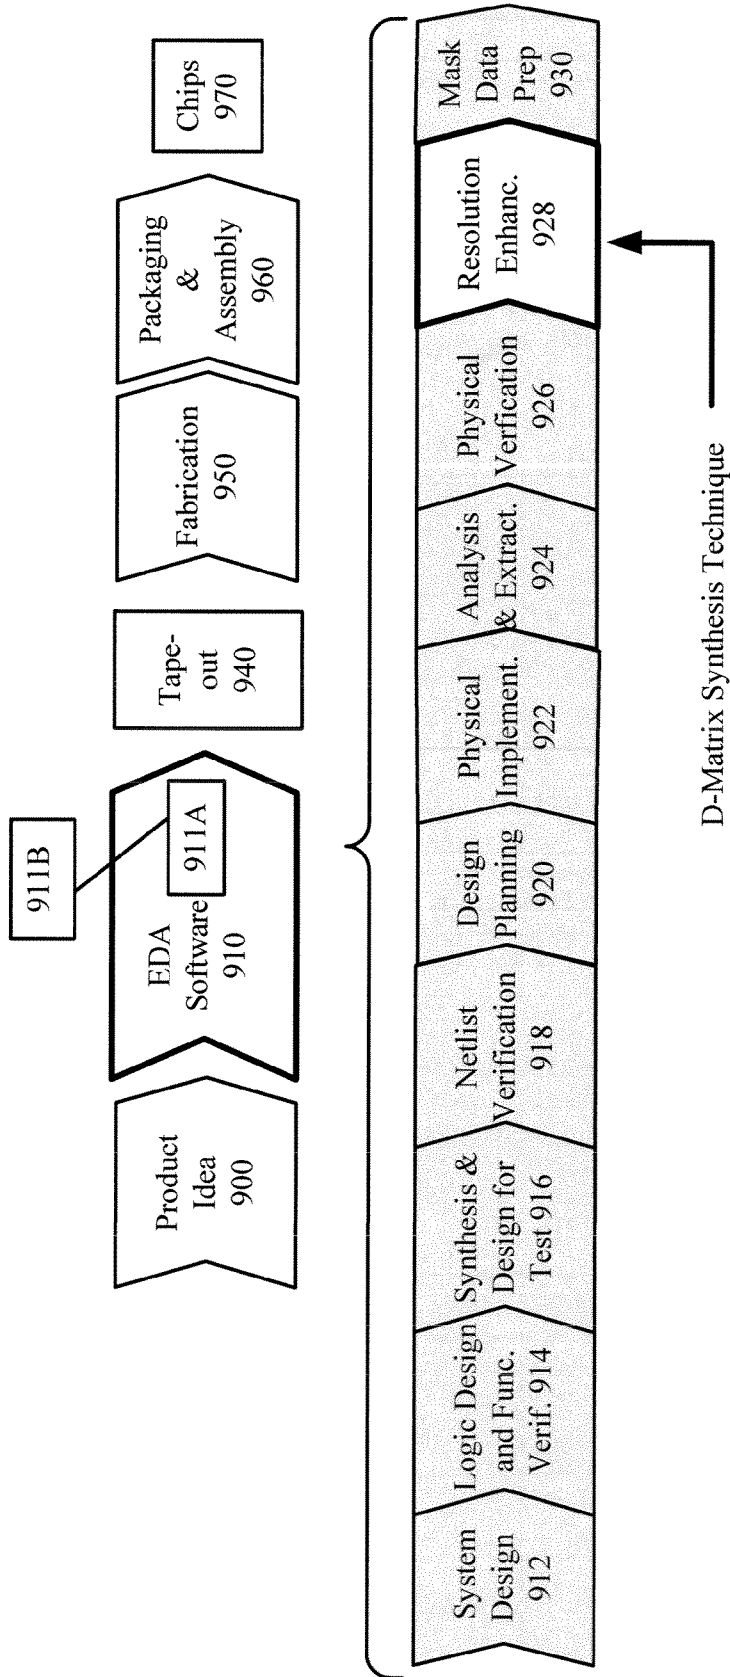 911B
Product
Idea
900
EDA
Software
910
911A
Tape-
out
940
Fabrication
950
Packaging
&
Assembly
960
Chips
970
System
Design
912
Logic Design
and Func.
Verif. 914
Synthesis &
Design for
Test 916
Netlist
Verification
918
Design
Planning
920
Physical
Implement.
922
Analysis
& Extract.
924
Physical
Verfication
926
Resolution
Enhanc.
928
Mask
Data
Prep
930
D-Matrix Synthesis Technique